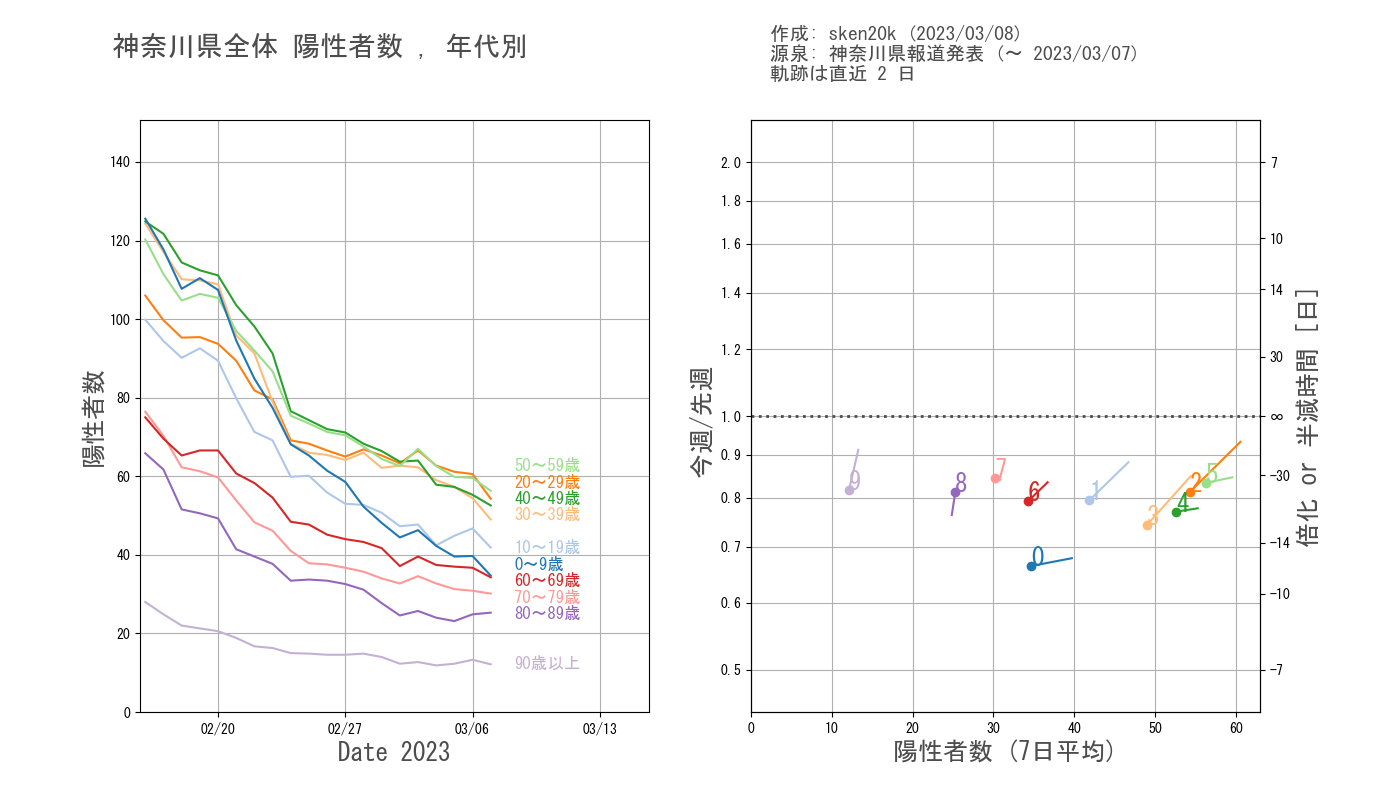 神奈川県全体 陽性者数 , 年代別
作成: sken20k (2023/03/08)
源泉: 神奈川県報道発表 (〜 2023/03/07)
軌跡は直近 2 日
140
120
100
80
60
40
20
0
陽性者数
02/20
02/27
03/06
03/13
Date 2023
50〜59歳
20〜29歳
40〜49歳
30〜39歳
10〜19歳
0〜9歳
60〜69歳
70〜79歳
80〜89歳
90歳以上
2.0
1.8
1.6
1.4
1.2
1.0
0.9
0.8
0.7
0.6
0.5
今週/先週
9
8
7
6
0
1
3
4
2
5
0
10
20
30
40
50
60
陽性者数 (7日平均)
7
10
14
30
∞
-30
-14
-10
-7
倍化 or 半減時間 [日]